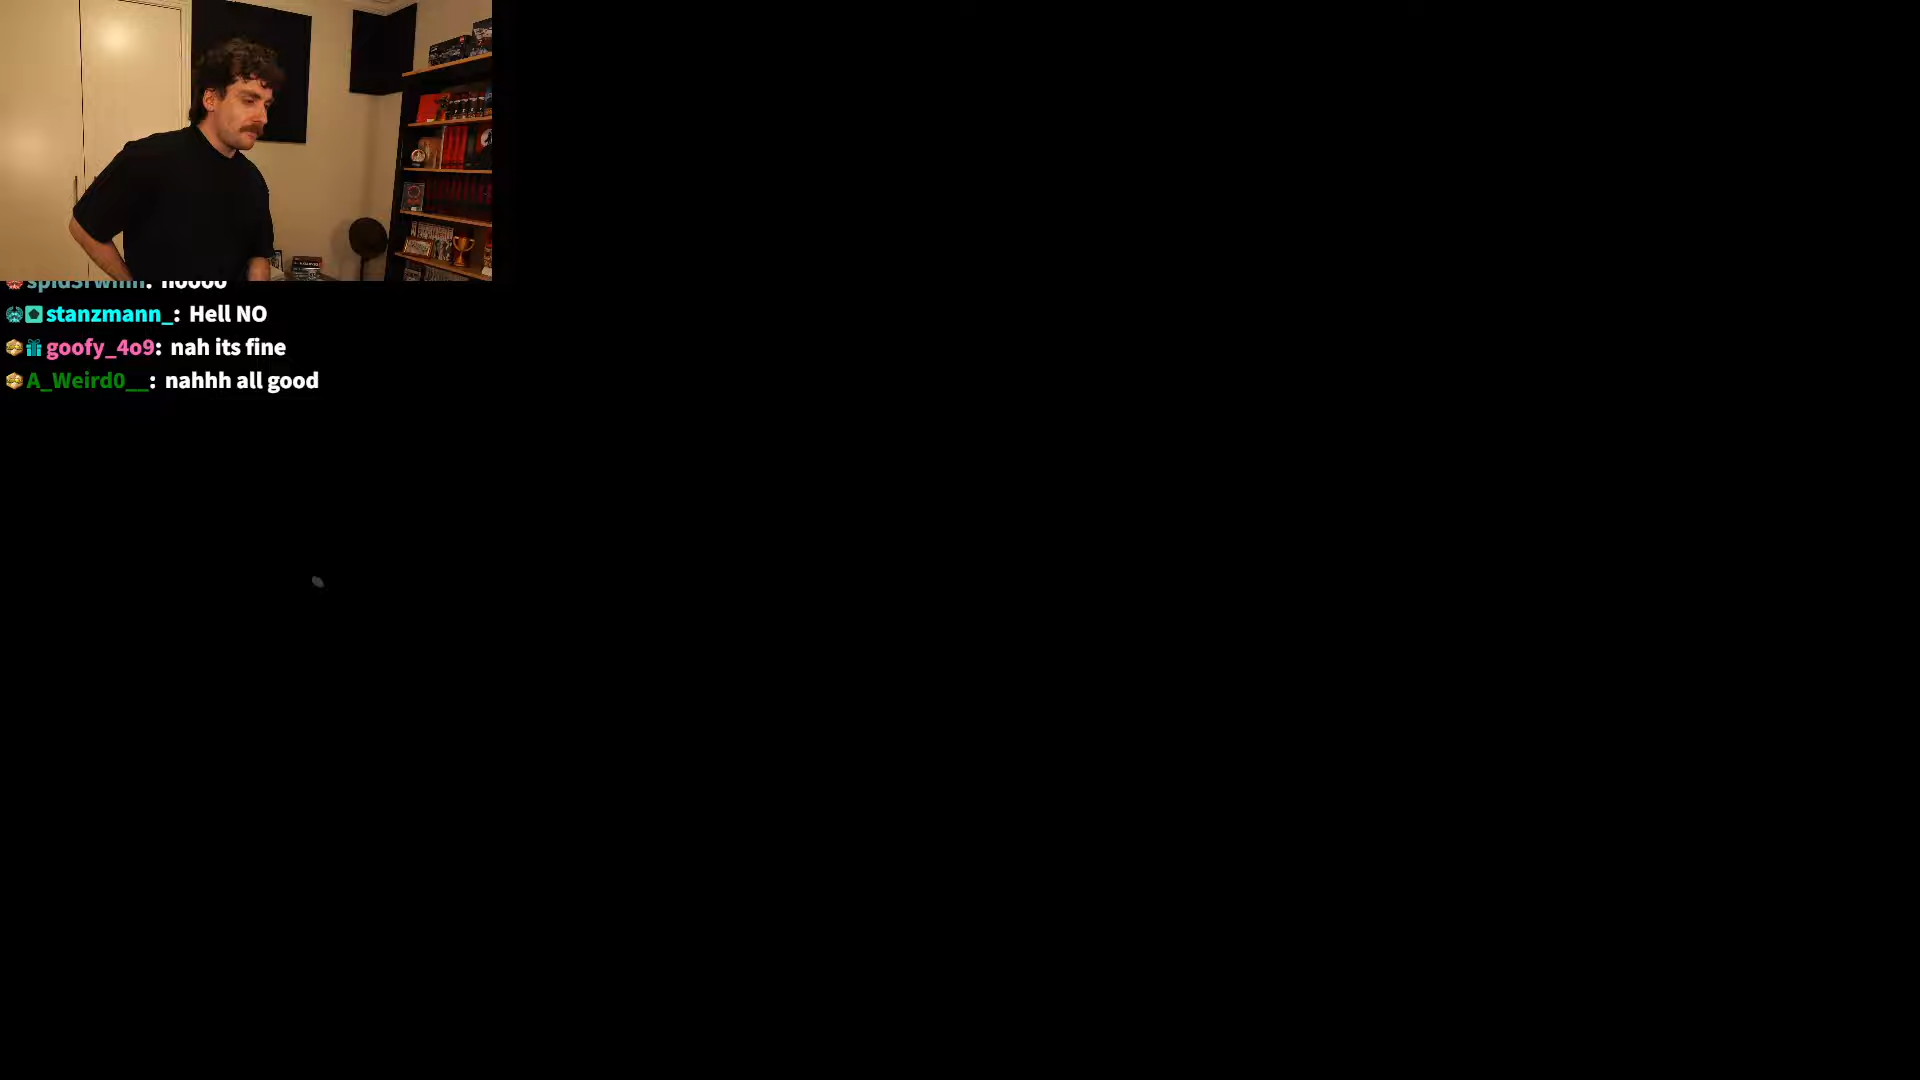 stanzmann_: Hell NO
goofy_4o9: nah its fine
A_Weird0__: nahhh all good